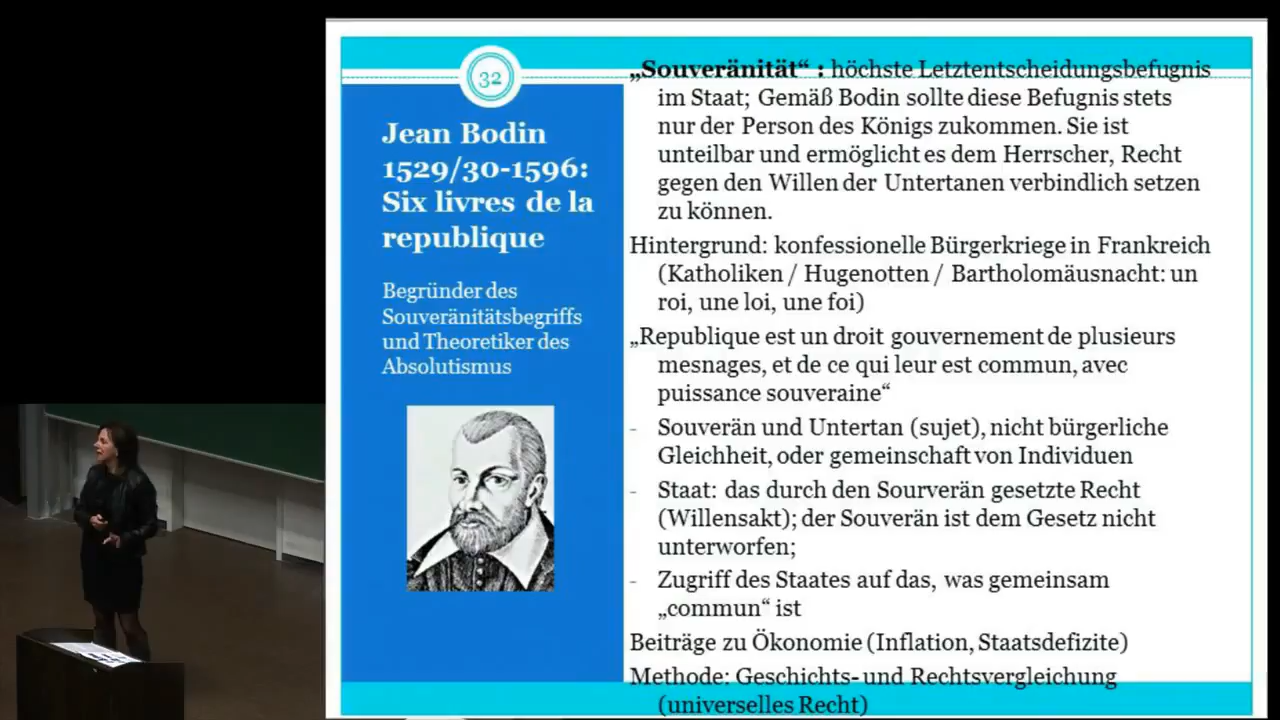 32
Jean Bodin
1529/30-1596:
Six livres de la
republique
Begründer des
Souveränitätsbegriffs
und Theoretiker des
Absolutismus
„Souveränität“ : höchste Letztentscheidungsbefugnis
im Staat; Gemäß Bodin sollte diese Befugnis stets
nur der Person des Königs zukommen. Sie ist
unteilbar und ermöglicht es dem Herrscher, Recht
gegen den Willen der Untertanen verbindlich setzen
zu können.
Hintergrund: konfessionelle Bürgerkriege in Frankreich
(Katholiken / Hugenotten / Bartholomäusnacht: un
roi, une loi, une foi)
„Republique est un droit gouvernement de plusieurs
mesnages, et de ce qui leur est commun, avec
puissance souveraine“
- Souverän und Untertan (sujet), nicht bürgerliche
Gleichheit, oder gemeinschaft von Individuen
- Staat: das durch den Sourverän gesetzte Recht
(Willensakt); der Souverän ist dem Gesetz nicht
unterworfen;
- Zugriff des Staates auf das, was gemeinsam
„commun“ ist
Beiträge zu Ökonomie (Inflation, Staatsdefizite)
Methode: Geschichts- und Rechtsvergleichung
(universelles Recht)